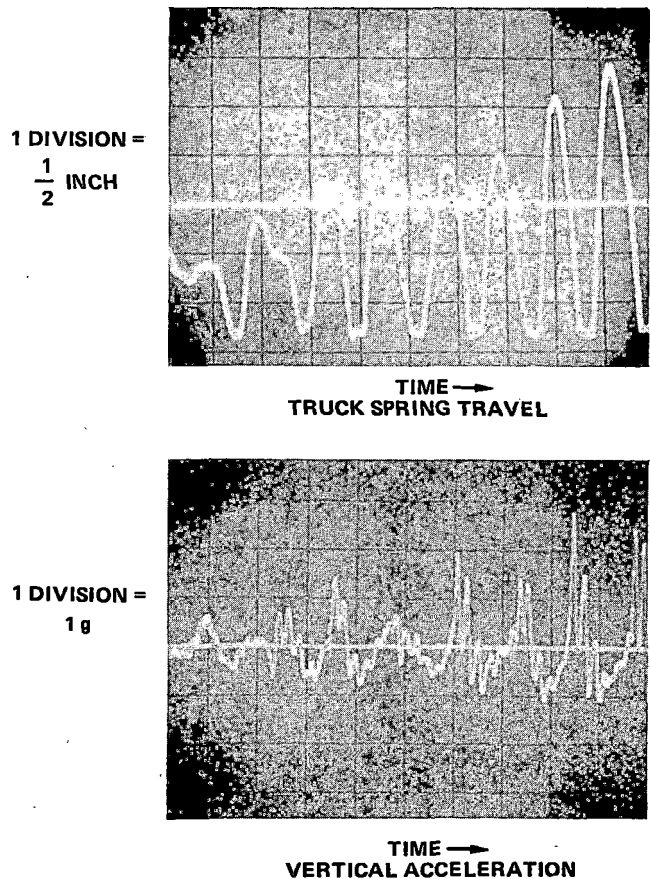 1 DIVISION =
1/2 INCH
TIME →
TRUCK SPRING TRAVEL
1 DIVISION =
1 g
TIME →
VERTICAL ACCELERATION